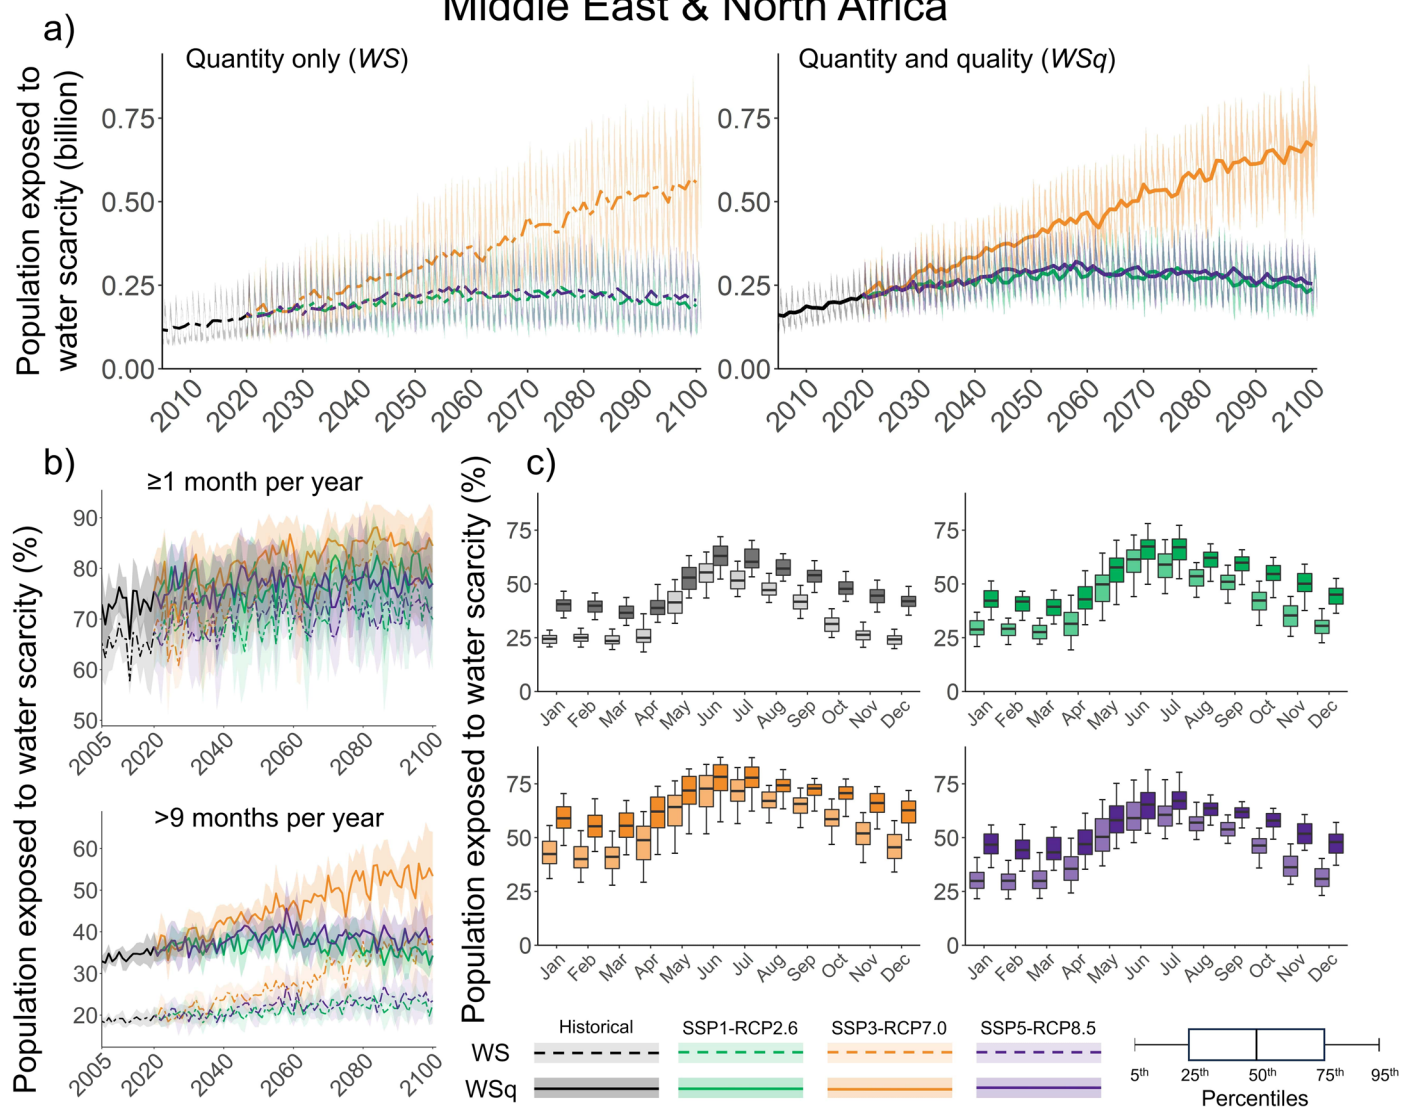 Middle East & North Africa
a)
Quantity only (WS)
Quantity and quality (WSq)
Population exposed to
water scarcity (billion)
0.75
0.50
0.25
0.00
2010 2020 2030 2040 2050 2060 2070 2080 2090 2100
0.75
0.50
0.25
0.00
2010 2020 2030 2040 2050 2060 2070 2080 2090 2100
b)
Population exposed to water scarcity (%)
≥1 month per year
90
80
70
60
50
2005 2020 2040 2060 2080 2100
>9 months per year
60
50
40
30
20
2005 2020 2040 2060 2080 2100
c)
Population exposed to water scarcity (%)
75
50
25
0
Jan Feb Mar Apr May Jun Jul Aug Sep Oct Nov Dec
75
50
25
0
Jan Feb Mar Apr May Jun Jul Aug Sep Oct Nov Dec
75
50
25
0
Jan Feb Mar Apr May Jun Jul Aug Sep Oct Nov Dec
75
50
25
0
Jan Feb Mar Apr May Jun Jul Aug Sep Oct Nov Dec
Historical SSP1-RCP2.6 SSP3-RCP7.0 SSP5-RCP8.5
WS
WSq
5th 25th 50th 75th 95th
Percentiles